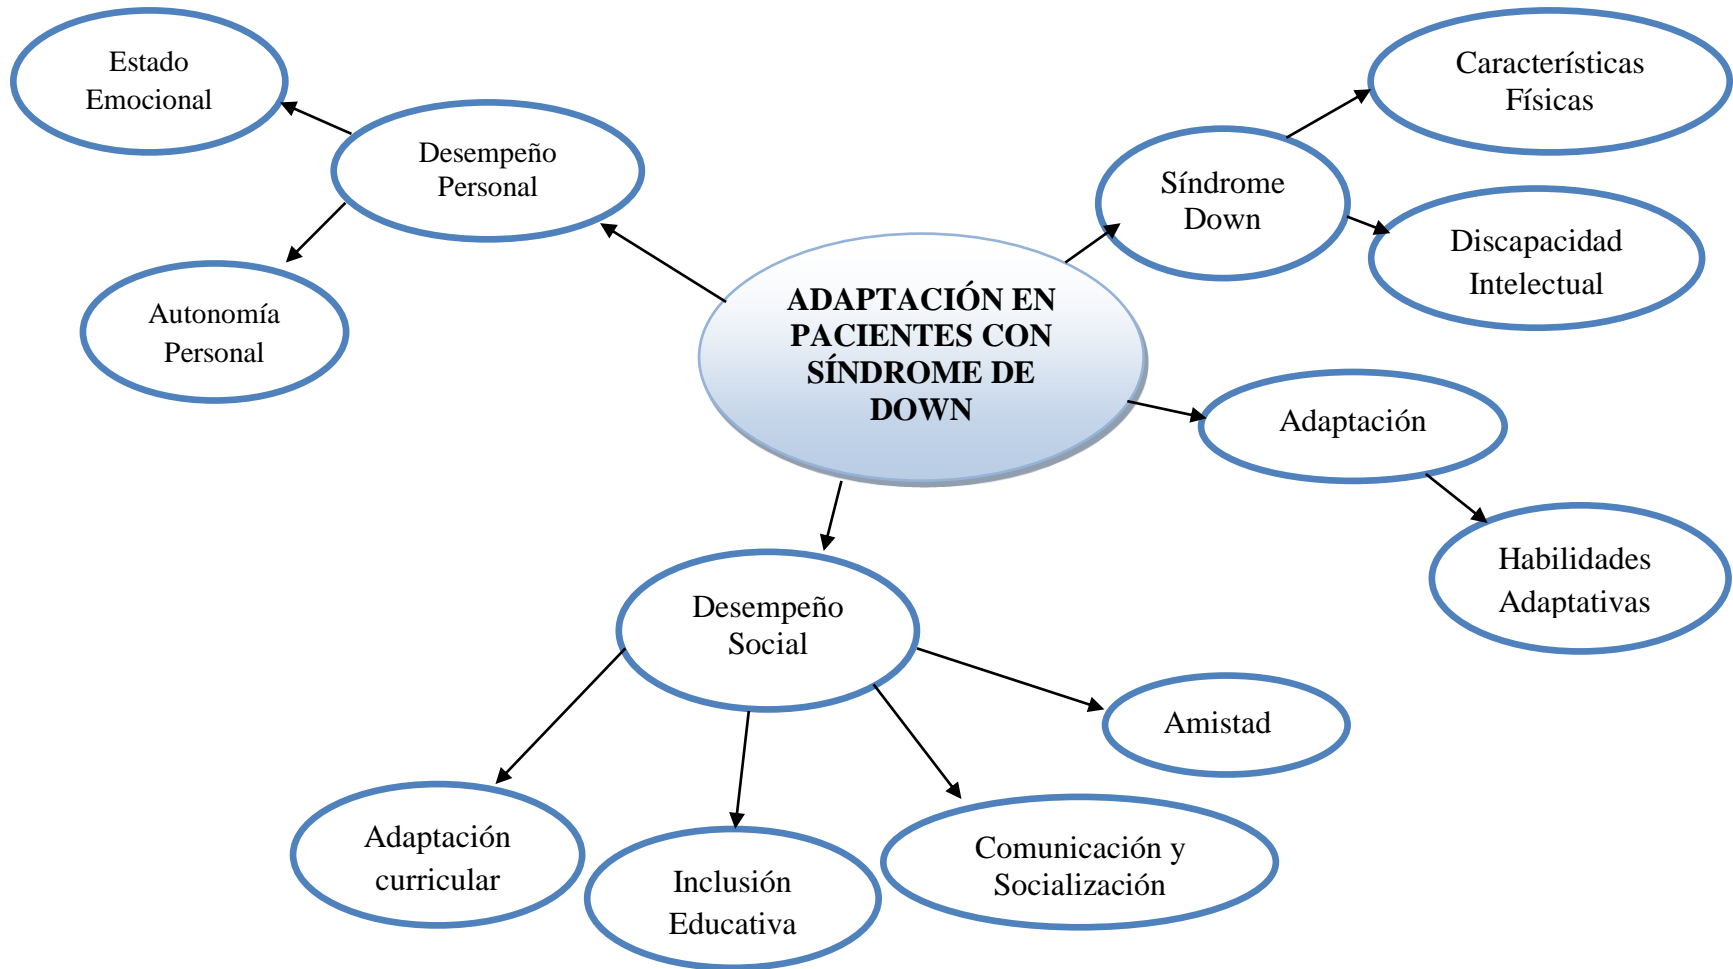 Estado
Emocional
Desempeño
Personal
Autonomía
Personal
Características
Físicas
Síndrome
Down
Discapacidad
Intelectual
ADAPTACIÓN EN
PACIENTES CON
SÍNDROME DE
DOWN
Adaptación
Habilidades
Adaptativas
Desempeño
Social
Amistad
Adaptación
curricular
Inclusión
Educativa
Comunicación y
Socialización